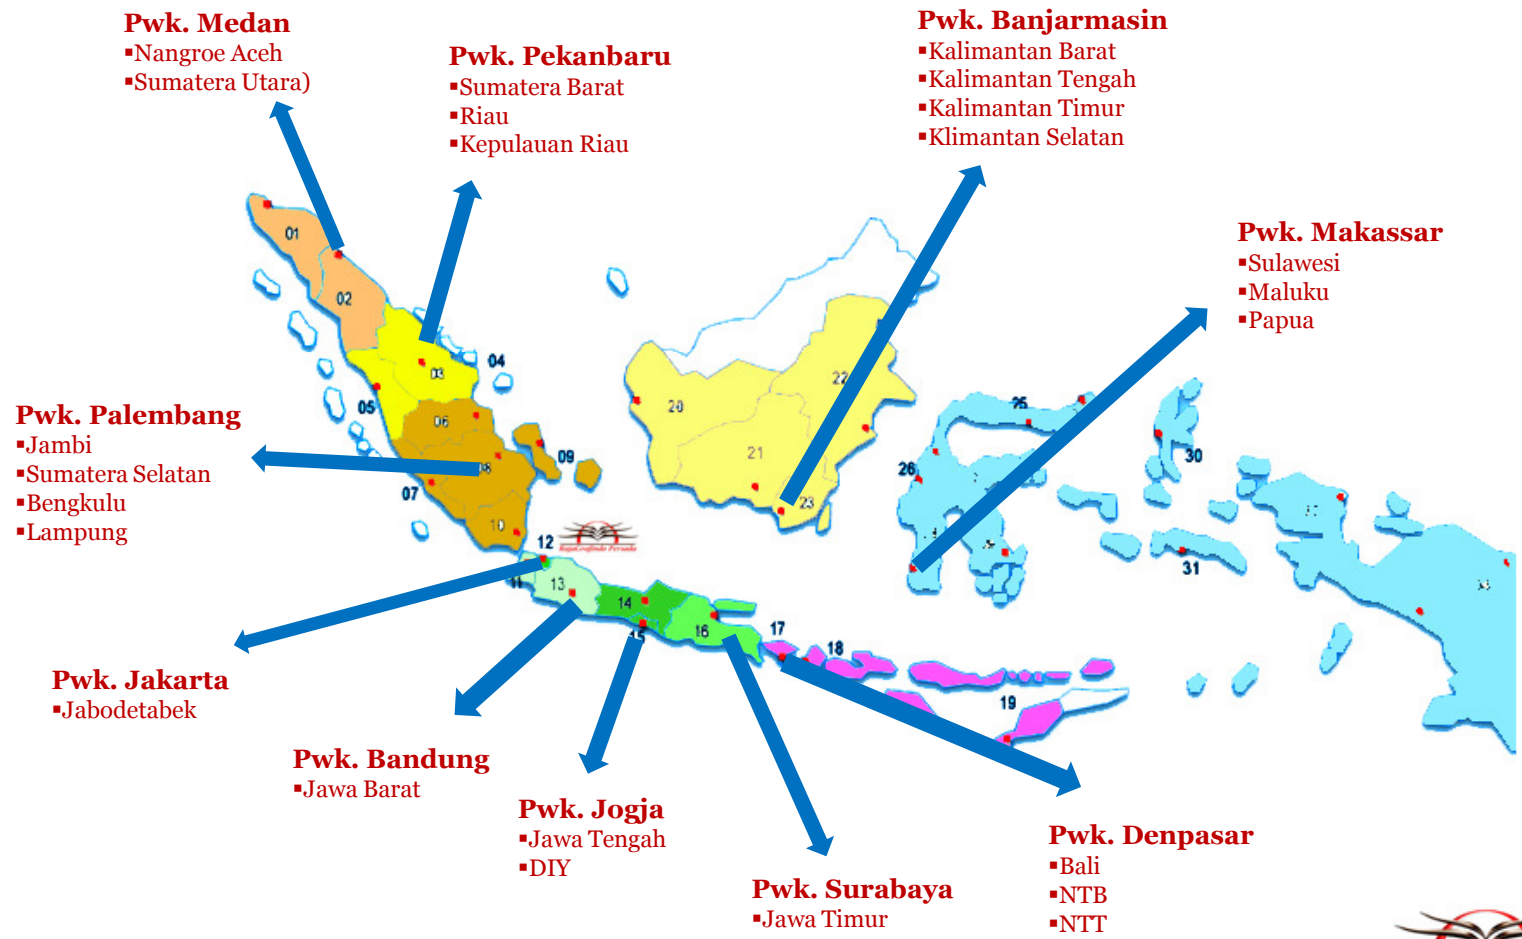 Pwk. Medan
▪Nangroe Aceh
▪Sumatera Utara)
Pwk. Pekanbaru
▪Sumatera Barat
▪Riau
▪Kepulauan Riau
Pwk. Banjarmasin
▪Kalimantan Barat
▪Kalimantan Tengah
▪Kalimantan Timur
▪Klimantan Selatan
Pwk. Makassar
▪Sulawesi
▪Maluku
▪Papua
Pwk. Palembang
▪Jambi
▪Sumatera Selatan
▪Bengkulu
▪Lampung
Pwk. Jakarta
▪Jabodetabek
Pwk. Bandung
▪Jawa Barat
Pwk. Jogja
▪Jawa Tengah
▪DIY
Pwk. Surabaya
▪Jawa Timur
Pwk. Denpasar
▪Bali
▪NTB
▪NTT
01
02
03
04
05
06
07
08
09
10
11
12
RajaGrafindo Persada
13
14
15
16
17
18
19
20
21
22
23
25
26
30
31